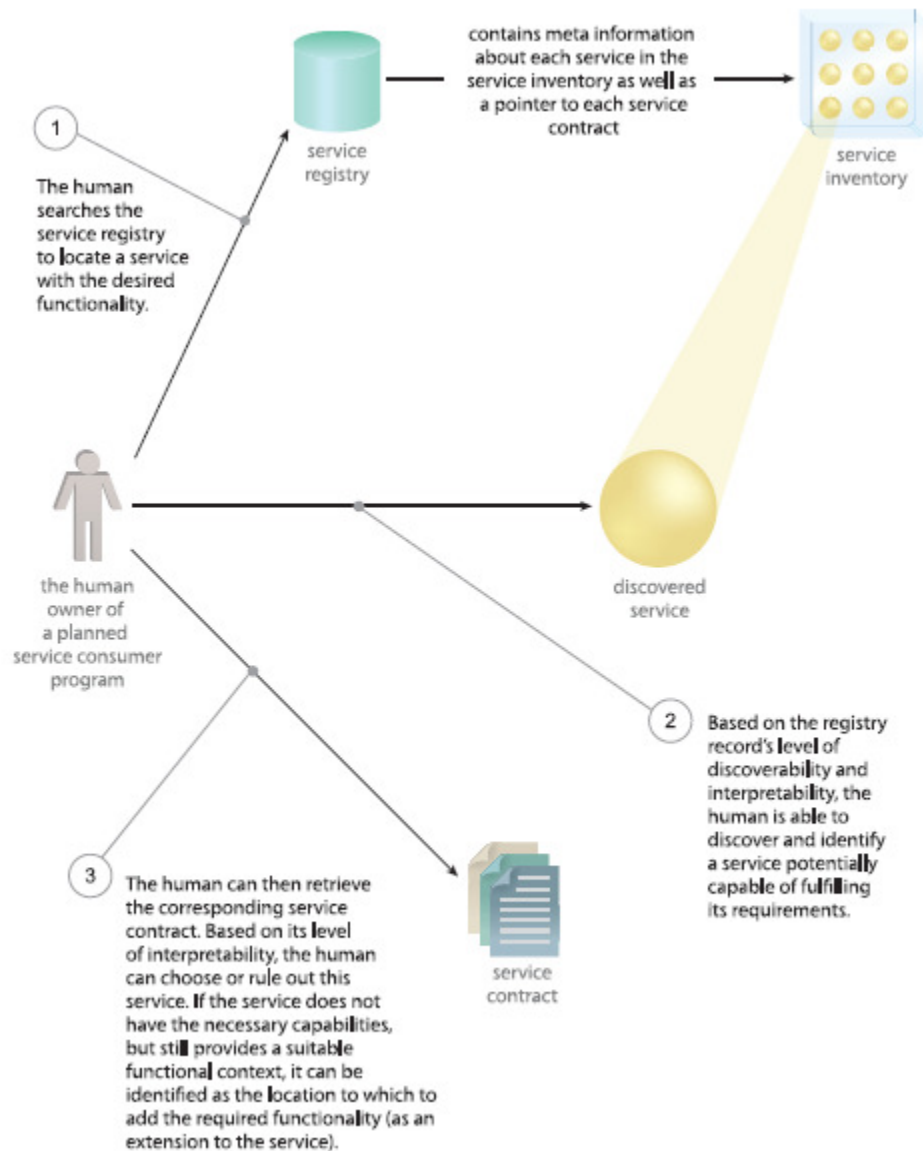 contains meta information
about each service in the
service inventory as well as
a pointer to each service
contract
service
registry
service
inventory
1
The human
searches the
service registry
to locate a service
with the desired
functionality.
the human
owner of
a planned
service consumer
program
discovered
service
2
Based on the registry
record's level of
discoverability and
interpretability, the
human is able to
discover and identify
a service potentially
capable of fulfilling
its requirements.
3
The human can then retrieve
the corresponding service
contract. Based on its level
of interpretability, the human
can choose or rule out this
service. If the service does not
have the necessary capabilities,
but still provides a suitable
functional context, it can be
identified as the location to which to
add the required functionality (as an
extension to the service).
service
contract